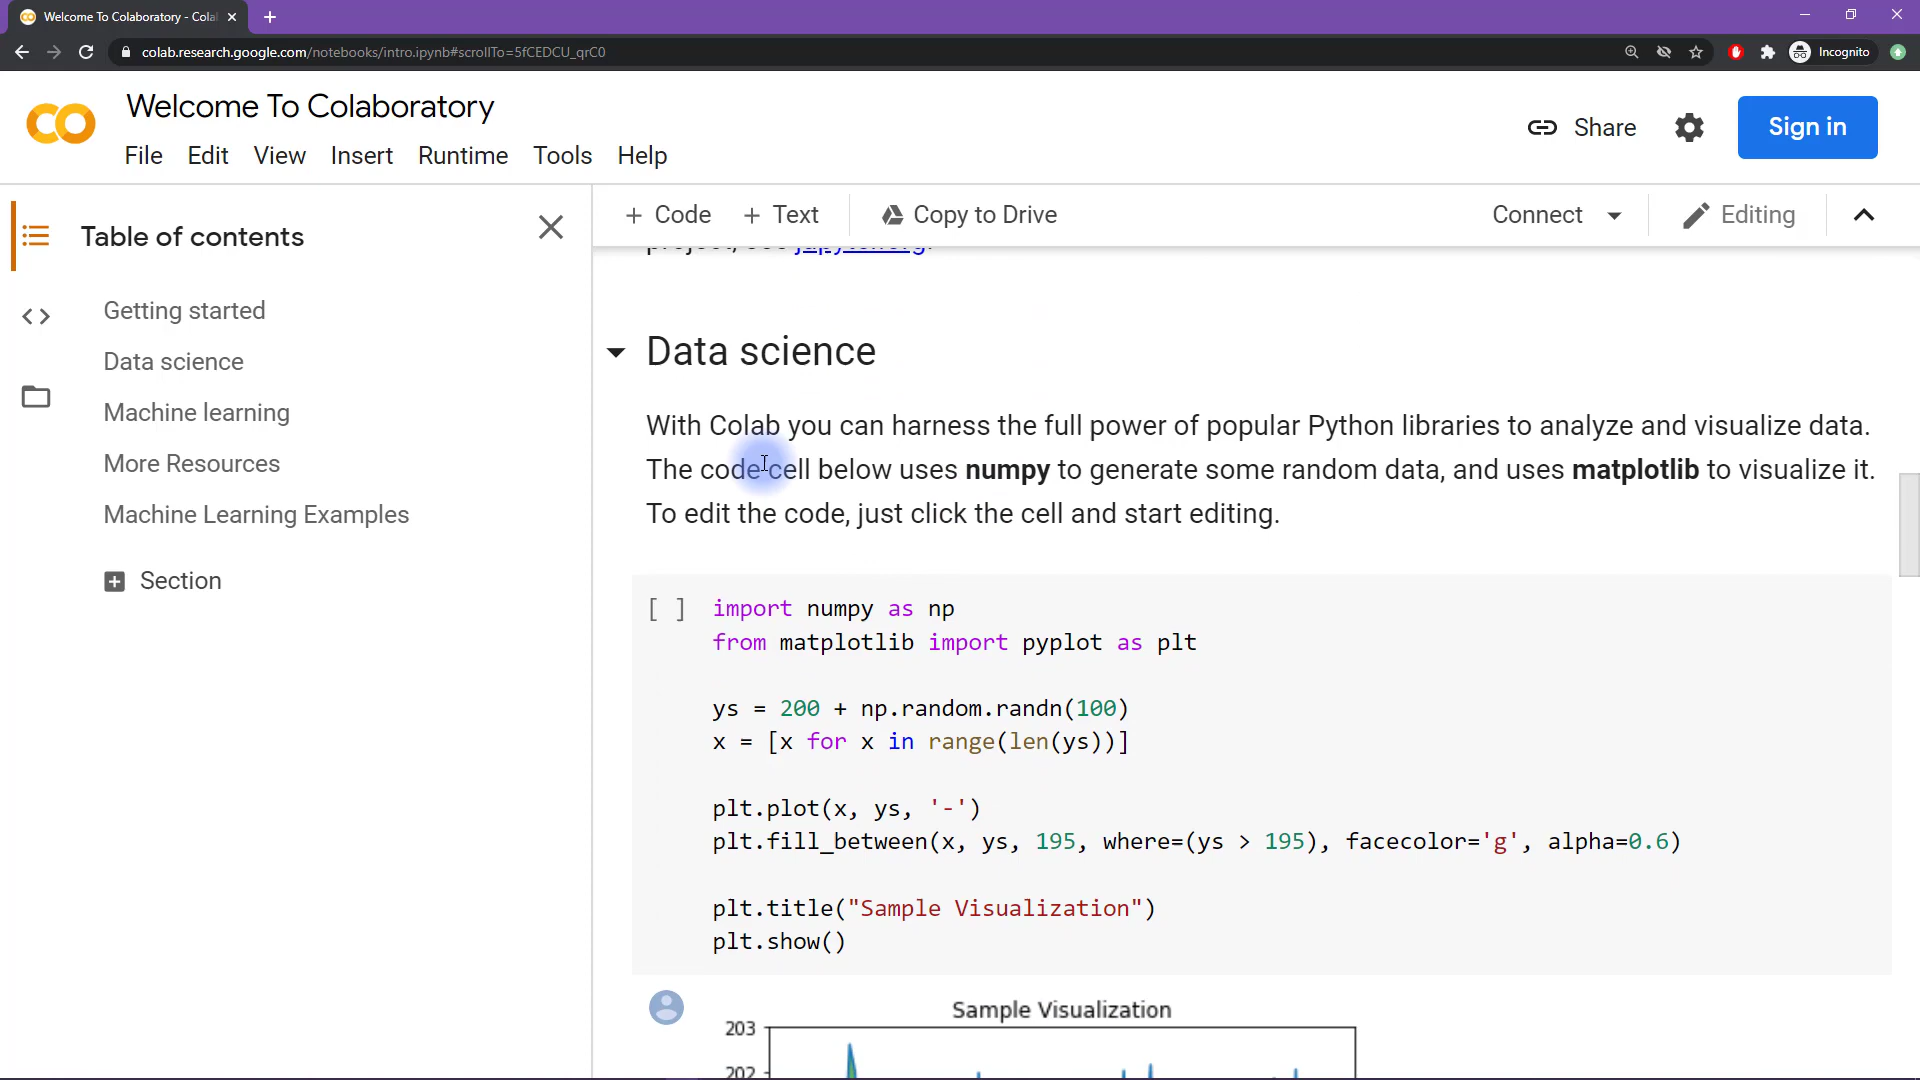 Welcome To Colaboratory - Cola
colab.research.google.com/notebooks/intro.ipynb#scrollTo=5fCEDCU_qrC0
Incognito
Welcome To Colaboratory
File Edit View Insert Runtime Tools Help
Share
Sign in
+ Code + Text Copy to Drive
Connect
Editing
Table of contents
Getting started
Data science
Machine learning
More Resources
Machine Learning Examples
Section
project, see jupyter.org.
Data science
With Colab you can harness the full power of popular Python libraries to analyze and visualize data.
The code cell below uses numpy to generate some random data, and uses matplotlib to visualize it.
To edit the code, just click the cell and start editing.
[ ] import numpy as np
from matplotlib import pyplot as plt
ys = 200 + np.random.randn(100)
x = [x for x in range(len(ys))]
plt.plot(x, ys, '-')
plt.fill_between(x, ys, 195, where=(ys > 195), facecolor='g', alpha=0.6)
plt.title("Sample Visualization")
plt.show()
Sample Visualization
203
202